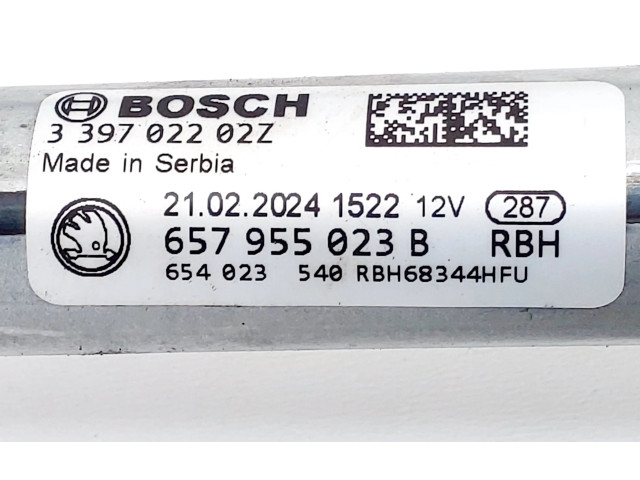 BOSCH
3 397 022 02Z
Made in Serbia
21.02.2024 1522 12V 287
657 955 023 B RBH
654 023 540 RBH68344HFU